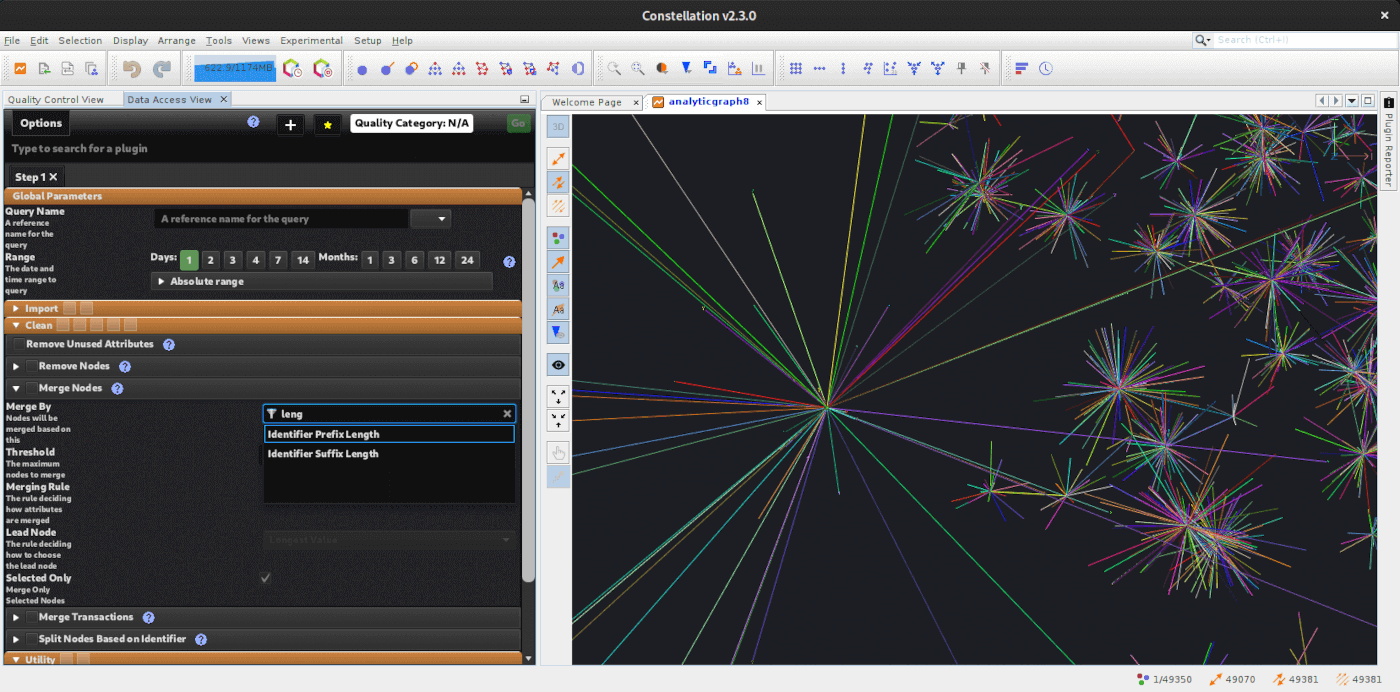 Constellation v2.3.0
File Edit Selection Display Arrange Tools Views Experimental Setup Help
Search (Ctrl+I)
622.5/1174MB
Quality Control View Data Access View
Welcome Page analyticgraph8
Options
Quality Category: N/A
Go
Type to search for a plugin
Step 1
Global Parameters
Query Name
A reference
name for the
query
A reference name for the query
Range
The date and
time range to
query
Days: 1 2 3 4 7 14 Months: 1 3 6 12 24
Absolute range
Import
Clean
Remove Unused Attributes
Remove Nodes
Merge Nodes
Merge By
Nodes will be
merged based on
this
leng
Identifier Prefix Length
Identifier Suffix Length
Threshold
The maximum
nodes to merge
Merging Rule
The rule deciding
how attributes
are merged
Lead Node
The rule deciding
how to choose
the lead node
Longest Value
Selected Only
Merge Only
Selected Nodes
Merge Transactions
Split Nodes Based on Identifier
Utility
3D
Plugin Reporter
1/49350 49070 49381 49381